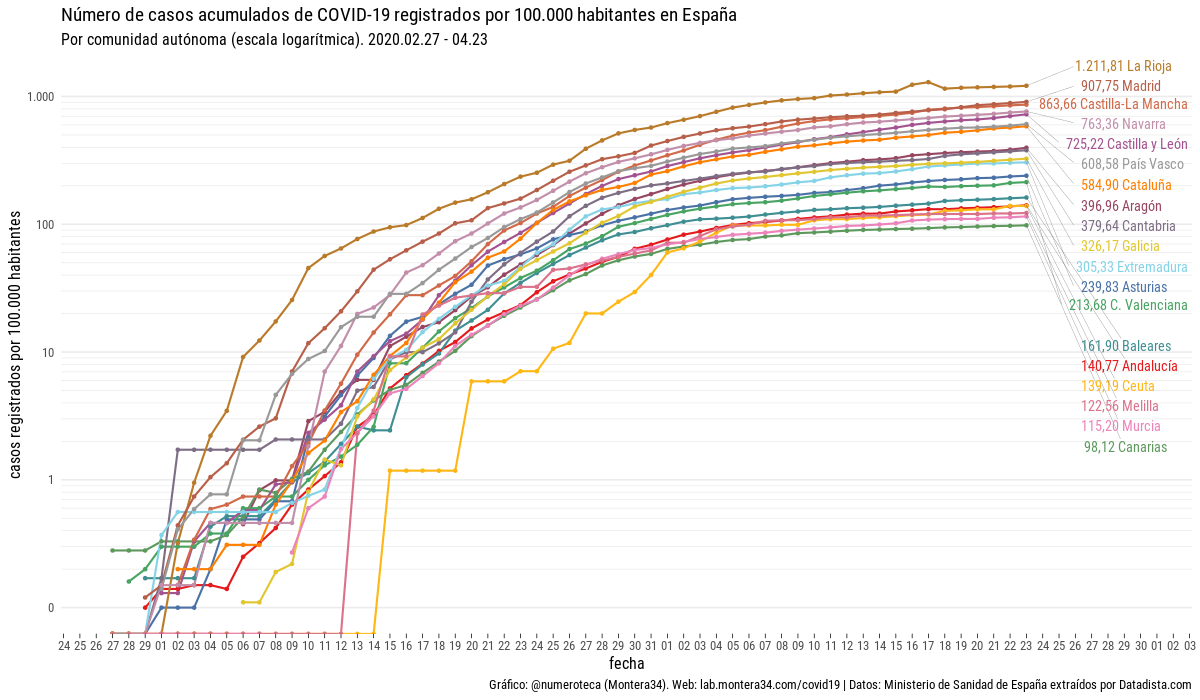 Número de casos acumulados de COVID-19 registrados por 100.000 habitantes en España
Por comunidad autónoma (escala logarítmica). 2020.02.27 - 04.23
casos registrados por 100.000 habitantes
1.000
100
10
1
0
1.211,81 La Rioja
907,75 Madrid
863,66 Castilla-La Mancha
763,36 Navarra
725,22 Castilla y León
608,58 País Vasco
584,90 Cataluña
396,96 Aragón
379,64 Cantabria
326,17 Galicia
305,33 Extremadura
239,83 Asturias
213,68 C. Valenciana
161,90 Baleares
140,77 Andalucía
139,19 Ceuta
122,56 Melilla
115,20 Murcia
98,12 Canarias
24 25 26 27 28 29 01 02 03 04 05 06 07 08 09 10 11 12 13 14 15 16 17 18 19 20 21 22 23 24 25 26 27 28 29 30 31 01 02 03 04 05 06 07 08 09 10 11 12 13 14 15 16 17 18 19 20 21 22 23 24 25 26 27 28 29 30 01 02 03
fecha
Gráfico: @numeroteca (Montera34). Web: lab.montera34.com/covid19 | Datos: Ministerio de Sanidad de España extraídos por Datadista.com